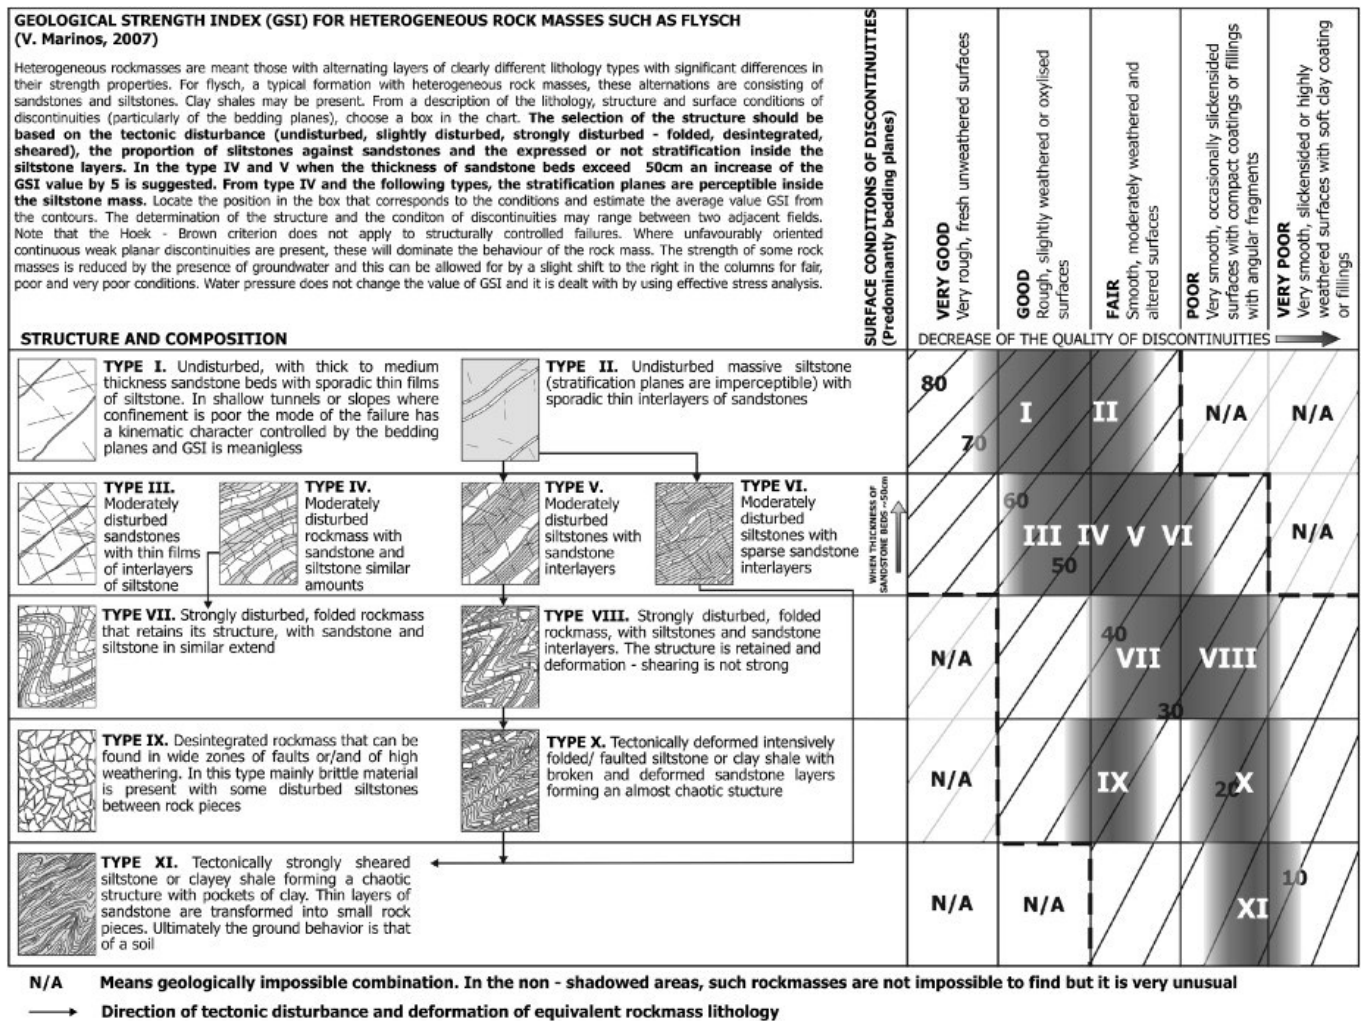 GEOLOGICAL STRENGTH INDEX (GSI) FOR HETEROGENEOUS ROCK MASSES SUCH AS FLYSCH
(V. Marinos, 2007)
Heterogeneous rockmasses are meant those with alternating layers of clearly different lithology types with significant differences in
their strength properties. For flysch, a typical formation with heterogeneous rock masses, these alternations are consisting of
sandstones and siltstones. Clay shales may be present. From a description of the lithology, structure and surface conditions of
discontinuities (particularly of the bedding planes), choose a box in the chart. The selection of the structure should be
based on the tectonic disturbance (undisturbed, slightly disturbed, strongly disturbed - folded, desintegrated,
sheared), the proportion of slitstones against sandstones and the expressed or not stratification inside the
siltstone layers. In the type IV and V when the thickness of sandstone beds exceed 50cm an increase of the
GSI value by 5 is suggested. From type IV and the following types, the stratification planes are perceptible inside
the siltstone mass. Locate the position in the box that corresponds to the conditions and estimate the average value GSI from
the contours. The determination of the structure and the conditon of discontinuities may range between two adjacent fields.
Note that the Hoek - Brown criterion does not apply to structurally controlled failures. Where unfavourably oriented
continuous weak planar discontinuities are present, these will dominate the behaviour of the rock mass. The strength of some rock
masses is reduced by the presence of groundwater and this can be allowed for by a slight shift to the right in the columns for fair,
poor and very poor conditions. Water pressure does not change the value of GSI and it is dealt with by using effective stress analysis.
STRUCTURE AND COMPOSITION
SURFACE CONDITIONS OF DISCONTINUITIES
(Predominantly bedding planes)
VERY GOOD
Very rough, fresh unweathered surfaces
GOOD
Rough, slightly weathered or oxylised
surfaces
FAIR
Smooth, moderately weathered and
altered surfaces
POOR
Very smooth, occasionally slickensided
surfaces with compact coatings or fillings
with angular fragments
VERY POOR
Very smooth, slickensided or highly
weathered surfaces with soft clay coating
or fillings
DECREASE OF THE QUALITY OF DISCONTINUITIES
TYPE I. Undisturbed, with thick to medium
thickness sandstone beds with sporadic thin films
of siltstone. In shallow tunnels or slopes where
confinement is poor the mode of the failure has
a kinematic character controlled by the bedding
planes and GSI is meanigless
TYPE II. Undisturbed massive siltstone
(stratification planes are imperceptible) with
sporadic thin interlayers of sandstones
80
70
I
II
N/A
N/A
TYPE III.
Moderately
disturbed
sandstones
with thin films
of interlayers
of siltstone
TYPE IV.
Moderately
disturbed
rockmass with
sandstone and
siltstone similar
amounts
TYPE V.
Moderately
disturbed
siltstones with
sandstone
interlayers
TYPE VI.
Moderately
disturbed
siltstones with
sparse sandstone
interlayers
WHEN THICKNESS OF
SANDSTONE BEDS ~50cm
60
III
IV
V
VI
50
N/A
TYPE VII. Strongly disturbed, folded rockmass
that retains its structure, with sandstone and
siltstone in similar extend
TYPE VIII. Strongly disturbed, folded
rockmass, with siltstones and sandstone
interlayers. The structure is retained and
deformation - shearing is not strong
N/A
40
VII
VIII
30
TYPE IX. Desintegrated rockmass that can be
found in wide zones of faults or/and of high
weathering. In this type mainly brittle material
is present with some disturbed siltstones
between rock pieces
TYPE X. Tectonically deformed intensively
folded/ faulted siltstone or clay shale with
broken and deformed sandstone layers
forming an almost chaotic stucture
N/A
IX
20
X
TYPE XI. Tectonically strongly sheared
siltstone or clayey shale forming a chaotic
structure with pockets of clay. Thin layers of
sandstone are transformed into small rock
pieces. Ultimately the ground behavior is that
of a soil
N/A
N/A
10
XI
N/A Means geologically impossible combination. In the non - shadowed areas, such rockmasses are not impossible to find but it is very unusual
Direction of tectonic disturbance and deformation of equivalent rockmass lithology